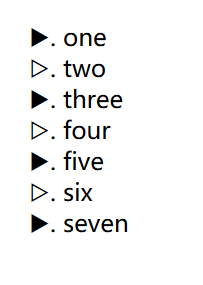 ▶. one
▷. two
▶. three
▷. four
▶. five
▷. six
▶. seven